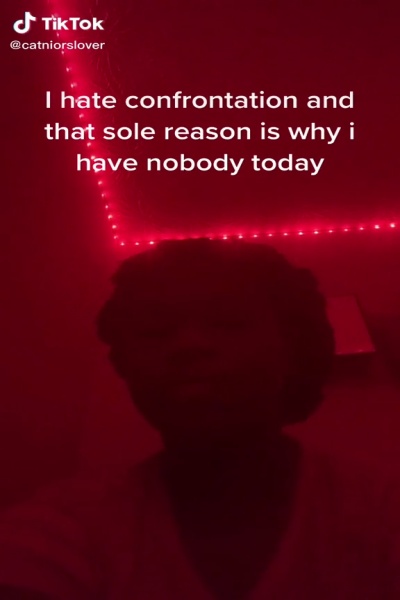 TikTok
@catniorslover
I hate confrontation and
that sole reason is why i
have nobody today